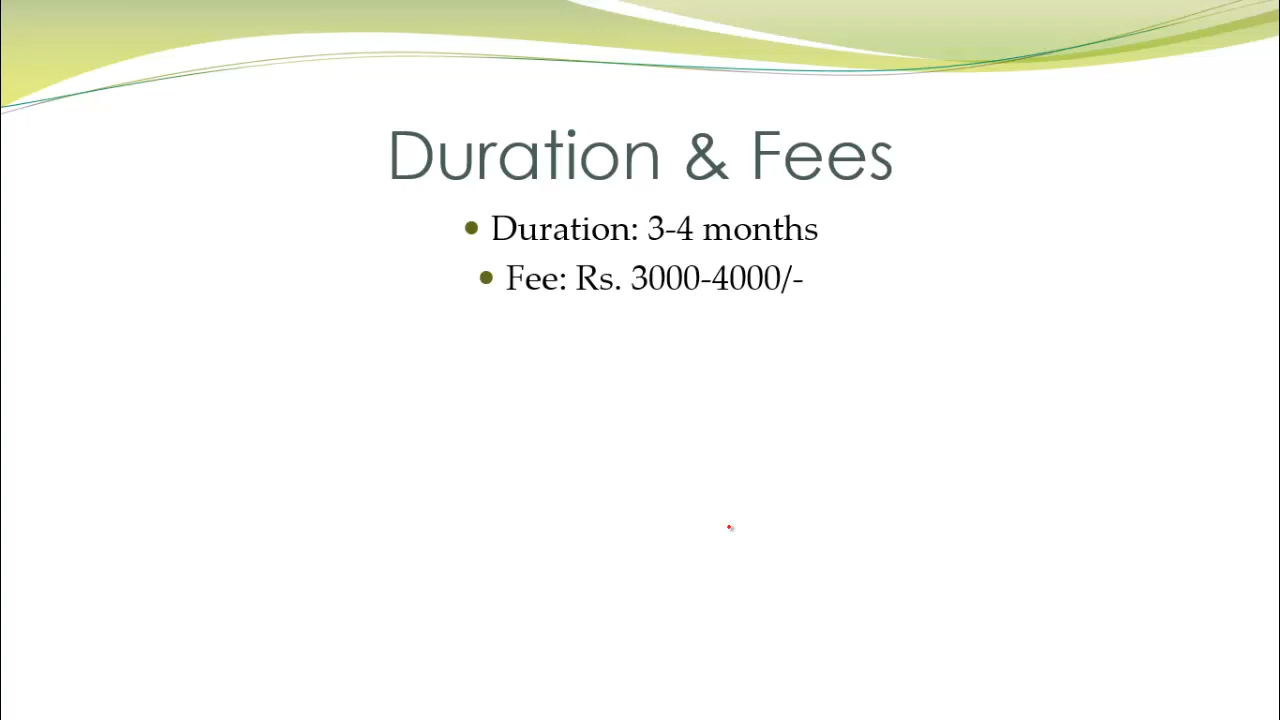 Duration & Fees
• Duration: 3-4 months
• Fee: Rs. 3000-4000/-